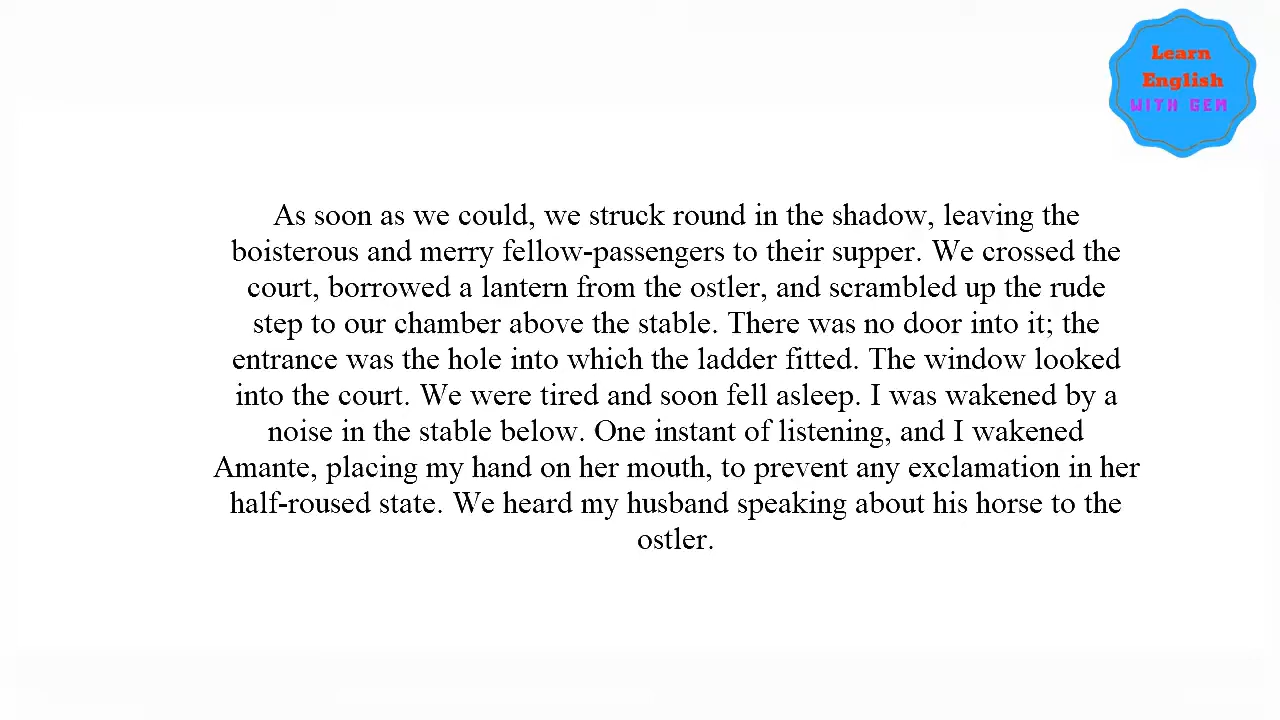 Learn
English
WITH GEM
As soon as we could, we struck round in the shadow, leaving the
boisterous and merry fellow-passengers to their supper. We crossed the
court, borrowed a lantern from the ostler, and scrambled up the rude
step to our chamber above the stable. There was no door into it; the
entrance was the hole into which the ladder fitted. The window looked
into the court. We were tired and soon fell asleep. I was wakened by a
noise in the stable below. One instant of listening, and I wakened
Amante, placing my hand on her mouth, to prevent any exclamation in her
half-roused state. We heard my husband speaking about his horse to the
ostler.